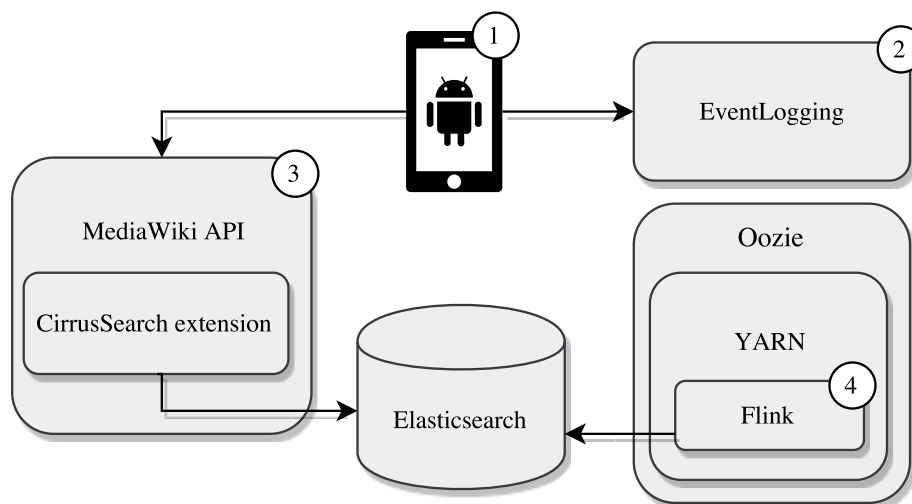 1
2
EventLogging
3
MediaWiki API
Oozie
CirrusSearch extension
YARN
4
Elasticsearch
Flink